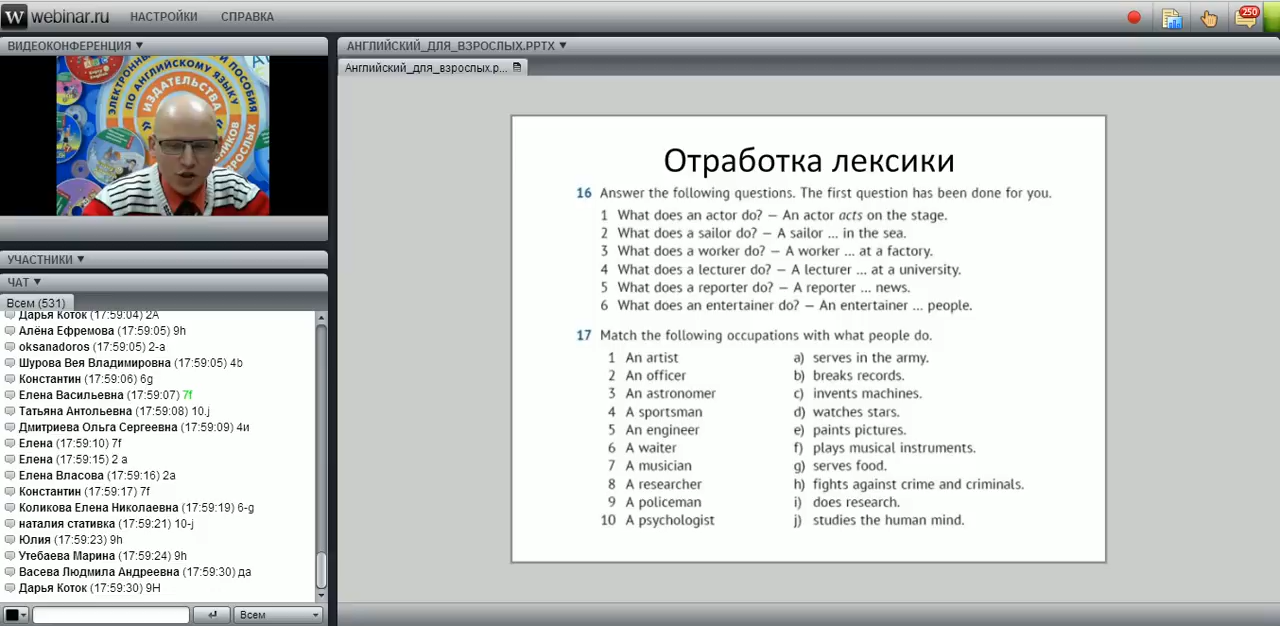 W webinar.ru НАСТРОЙКИ СПРАВКА
250
ВИДЕОКОНФЕРЕНЦИЯ
АНГЛИЙСКИЙ_ДЛЯ_ВЗРОСЛЫХ.PPTX
Английский_для_взрослых.р...
ЭЛЕКТРОННЫЕ
ПОСОБИЯ
ПО АНГЛИЙСКОМУ ЯЗЫКУ
ИЗДАТЕЛЬСТВА
УЧАСТНИКИ
ЧАТ
Всем (531)
Дарья Коток (17:59:04) 2А
Алёна Ефремова (17:59:05) 9h
oksanadoros (17:59:05) 2-a
Шурова Вея Владимировна (17:59:05) 4b
Константин (17:59:06) 6g
Елена Васильевна (17:59:07) 7f
Татьяна Антольевна (17:59:08) 10.j
Дмитриева Ольга Сергеевна (17:59:09) 4и
Елена (17:59:10) 7f
Елена (17:59:15) 2 a
Елена Власова (17:59:16) 2a
Константин (17:59:17) 7f
Коликова Елена Николаевна (17:59:19) 6-g
наталия стативка (17:59:21) 10-j
Юлия (17:59:23) 9h
Утебаева Марина (17:59:24) 9h
Васева Людмила Андреевна (17:59:30) да
Дарья Коток (17:59:30) 9Н
Всем
Отработка лексики
16 Answer the following questions. The first question has been done for you.
1 What does an actor do? – An actor acts on the stage.
2 What does a sailor do? – A sailor ... in the sea.
3 What does a worker do? – A worker ... at a factory.
4 What does a lecturer do? – A lecturer ... at a university.
5 What does a reporter do? – A reporter ... news.
6 What does an entertainer do? – An entertainer ... people.
17 Match the following occupations with what people do.
1 An artist a) serves in the army.
2 An officer b) breaks records.
3 An astronomer c) invents machines.
4 A sportsman d) watches stars.
5 An engineer e) paints pictures.
6 A waiter f) plays musical instruments.
7 A musician g) serves food.
8 A researcher h) fights against crime and criminals.
9 A policeman i) does research.
10 A psychologist j) studies the human mind.